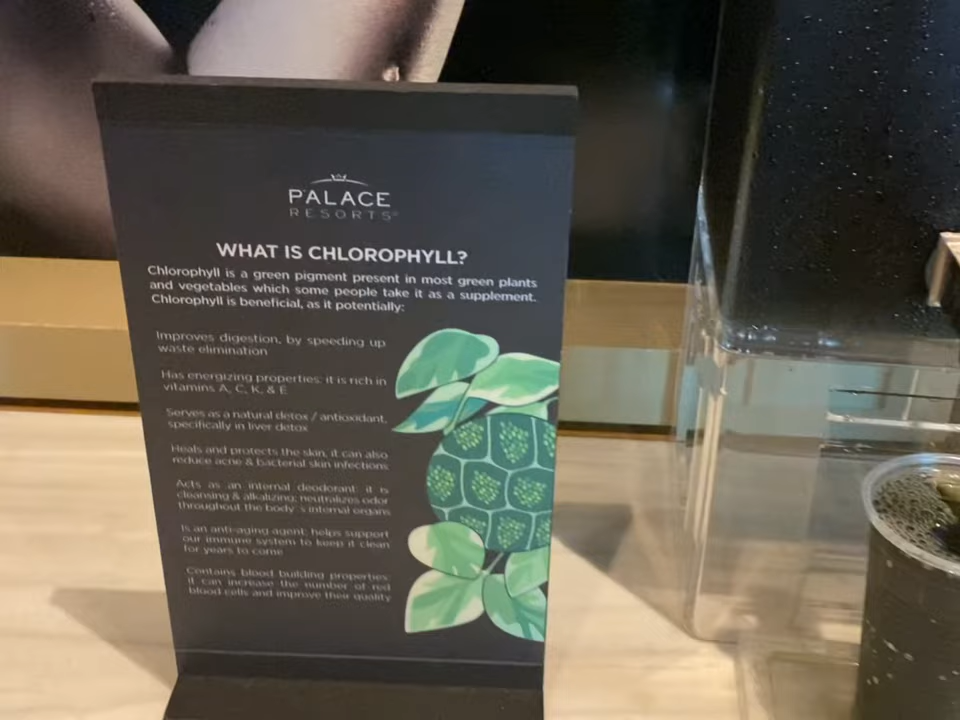 PALACE
RESORTS®
WHAT IS CHLOROPHYLL?
Chlorophyll is a green pigment present in most green plants
and vegetables which some people take it as a supplement.
Chlorophyll is beneficial, as it potentially:
Improves digestion, by speeding up
waste elimination
Has energizing properties: it is rich in
vitamins A, C, K, & E
Serves as a natural detox / antioxidant,
specifically in liver detox
Heals and protects the skin, it can also
reduce acne & bacterial skin infections
Acts as an internal deodorant: it is
cleansing & alkalizing; neutralizes odor
throughout the body´s internal organs
Is an anti-aging agent: helps support
our immune system to keep it clean
for years to come
Contains blood building properties:
it can increase the number of red
blood cells and improve their quality